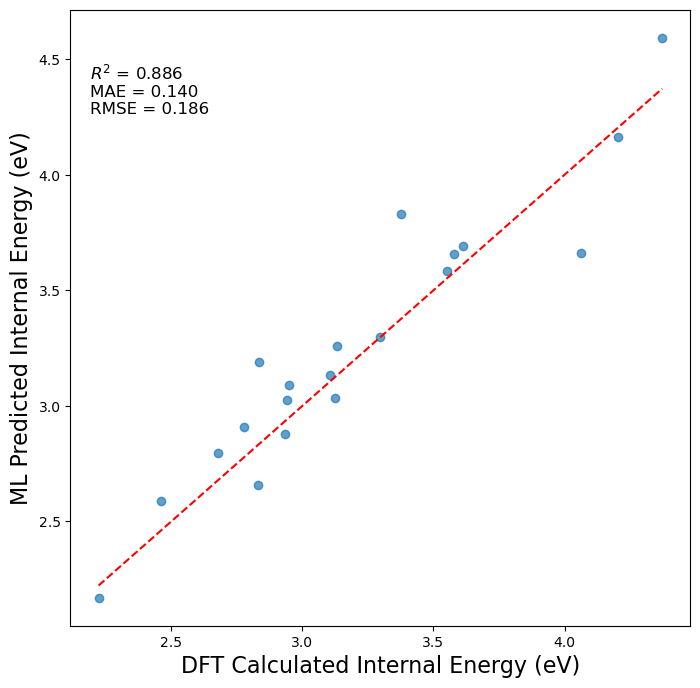 R² = 0.886
MAE = 0.140
RMSE = 0.186
ML Predicted Internal Energy (eV)
4.5
4.0
3.5
3.0
2.5
2.5 3.0 3.5 4.0
DFT Calculated Internal Energy (eV)